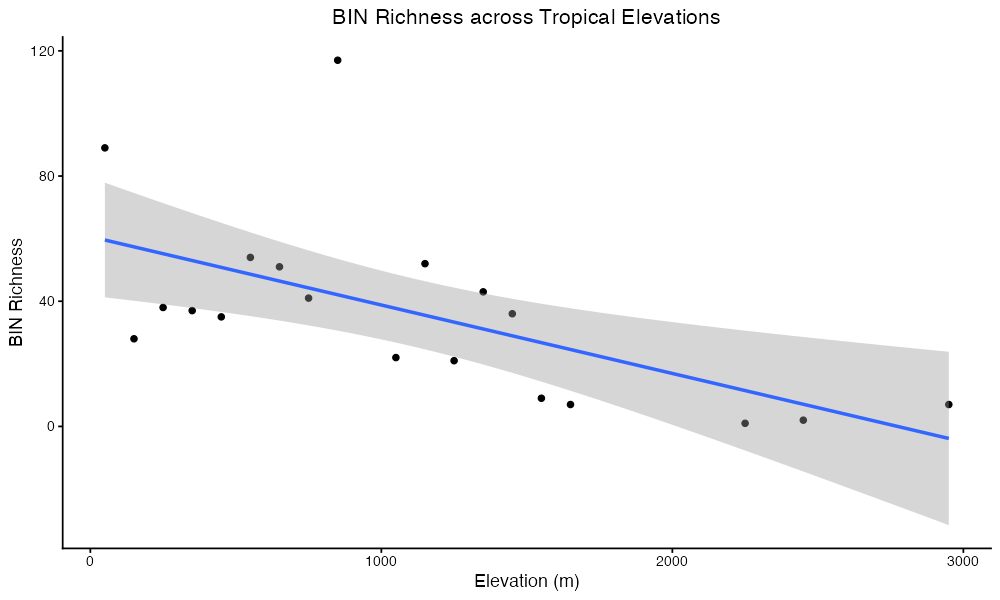 BIN Richness across Tropical Elevations
120
80
40
0
BIN Richness
0 1000 2000 3000
Elevation (m)